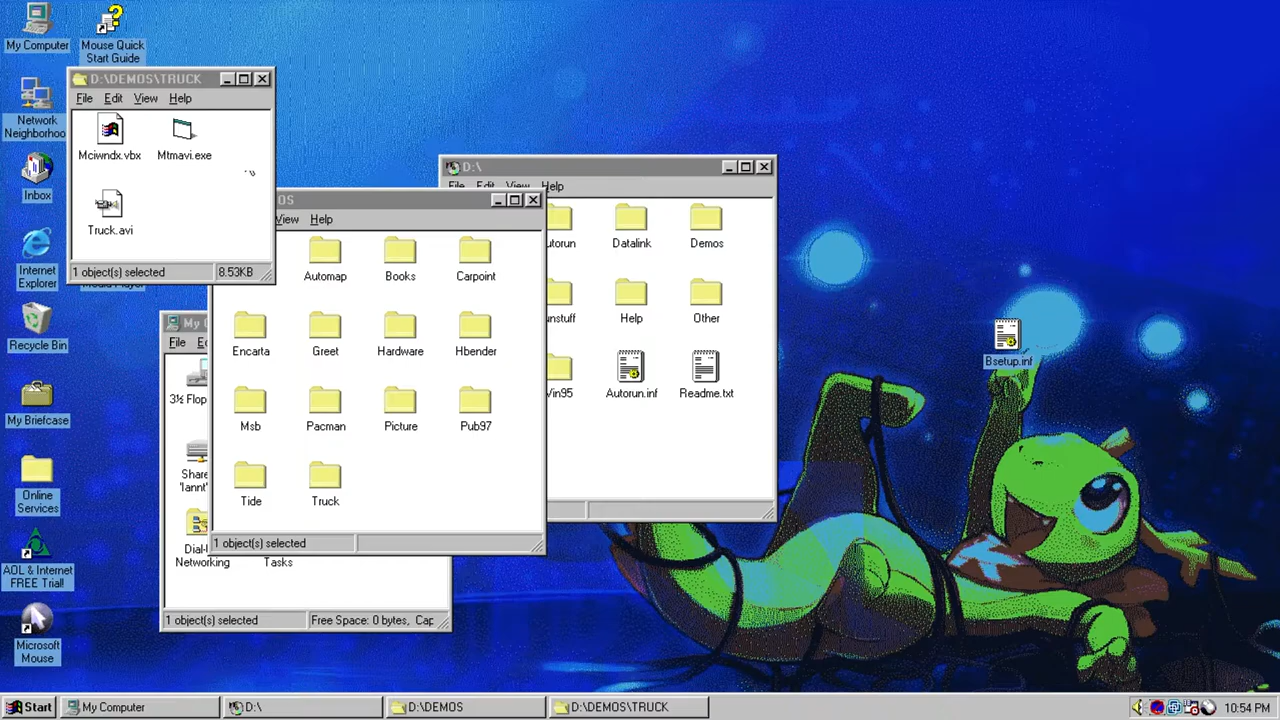 My Computer
Mouse Quick
Start Guide
Network
Neighborhoo
Inbox
Internet
Explorer
Recycle Bin
My Briefcase
Online
Services
AOL & Internet
FREE Trial!
Microsoft
Mouse
D:\DEMOS\TRUCK
File Edit View Help
Mciwndx.vbx Mtmavi.exe
Truck.avi
1 object(s) selected 8.53KB
Media Player
D:\
File Edit View Help
utorun Datalink Demos
unstuff Help Other
Vin95 Autorun.inf Readme.txt
OS
View Help
Automap Books Carpoint
Encarta Greet Hardware Hbender
Msb Pacman Picture Pub97
Tide Truck
1 object(s) selected
My C
File E
3½ Flop
Share
'lannt'
Dial-U
Networking Tasks
1 object(s) selected Free Space: 0 bytes, Cap
Bsetup.inf
Start My Computer D:\ D:\DEMOS D:\DEMOS\TRUCK 10:54 PM